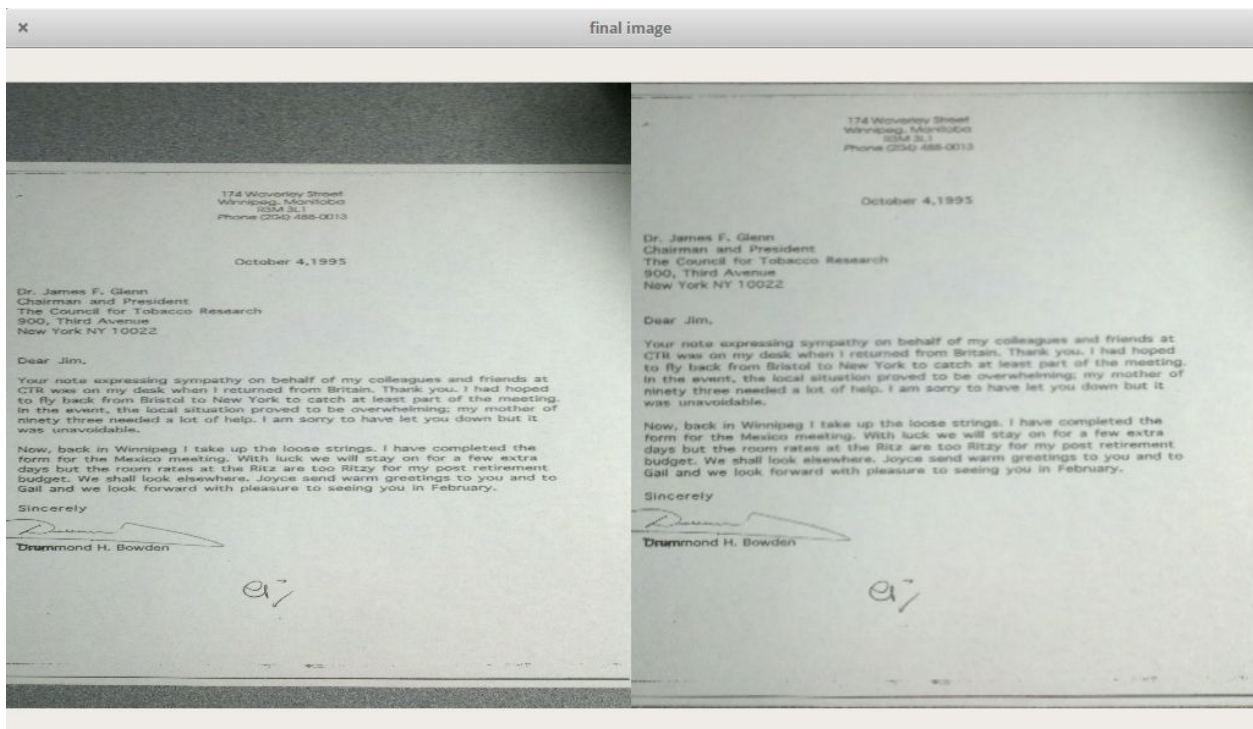 final image
174 Waverley Street
Winnipeg, Manitoba
R3M 3L1
Phone (204) 488-0013
October 4,1995
Dr. James F. Glenn
Chairman and President
The Council for Tobacco Research
900, Third Avenue
New York NY 10022
Dear Jim,
Your note expressing sympathy on behalf of my colleagues and friends at
CTR was on my desk when I returned from Britain. Thank you. I had hoped
to fly back from Bristol to New York to catch at least part of the meeting.
In the event, the local situation proved to be overwhelming; my mother of
ninety three needed a lot of help. I am sorry to have let you down but it
was unavoidable.
Now, back in Winnipeg I take up the loose strings. I have completed the
form for the Mexico meeting. With luck we will stay on for a few extra
days but the room rates at the Ritz are too Ritzy for my post retirement
budget. We shall look elsewhere. Joyce send warm greetings to you and to
Gail and we look forward with pleasure to seeing you in February.
Sincerely
Drummond H. Bowden
174 Waverley Street
Winnipeg, Manitoba
R3M 3L1
Phone (204) 488-0013
October 4,1995
Dr. James F. Glenn
Chairman and President
The Council for Tobacco Research
900, Third Avenue
New York NY 10022
Dear Jim,
Your note expressing sympathy on behalf of my colleagues and friends at
CTR was on my desk when I returned from Britain. Thank you. I had hoped
to fly back from Bristol to New York to catch at least part of the meeting.
In the event, the local situation proved to be overwhelming; my mother of
ninety three needed a lot of help. I am sorry to have let you down but it
was unavoidable.
Now, back in Winnipeg I take up the loose strings. I have completed the
form for the Mexico meeting. With luck we will stay on for a few extra
days but the room rates at the Ritz are too Ritzy for my post retirement
budget. We shall look elsewhere. Joyce send warm greetings to you and to
Gail and we look forward with pleasure to seeing you in February.
Sincerely
Drummond H. Bowden